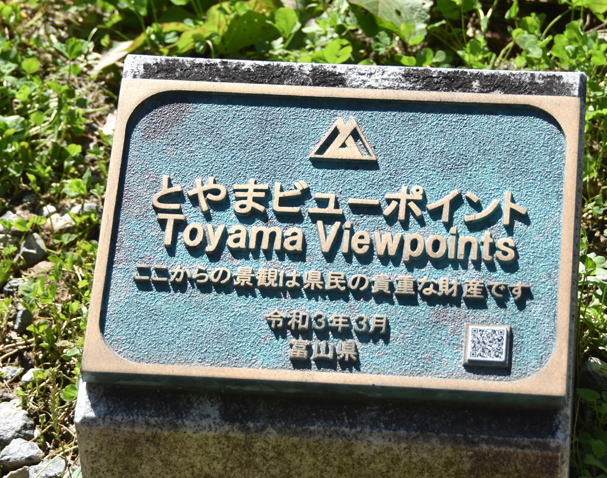 とやまビューポイント
Toyama Viewpoints
ここからの景観は県民の貴重な財産です
令和3年3月
富山県